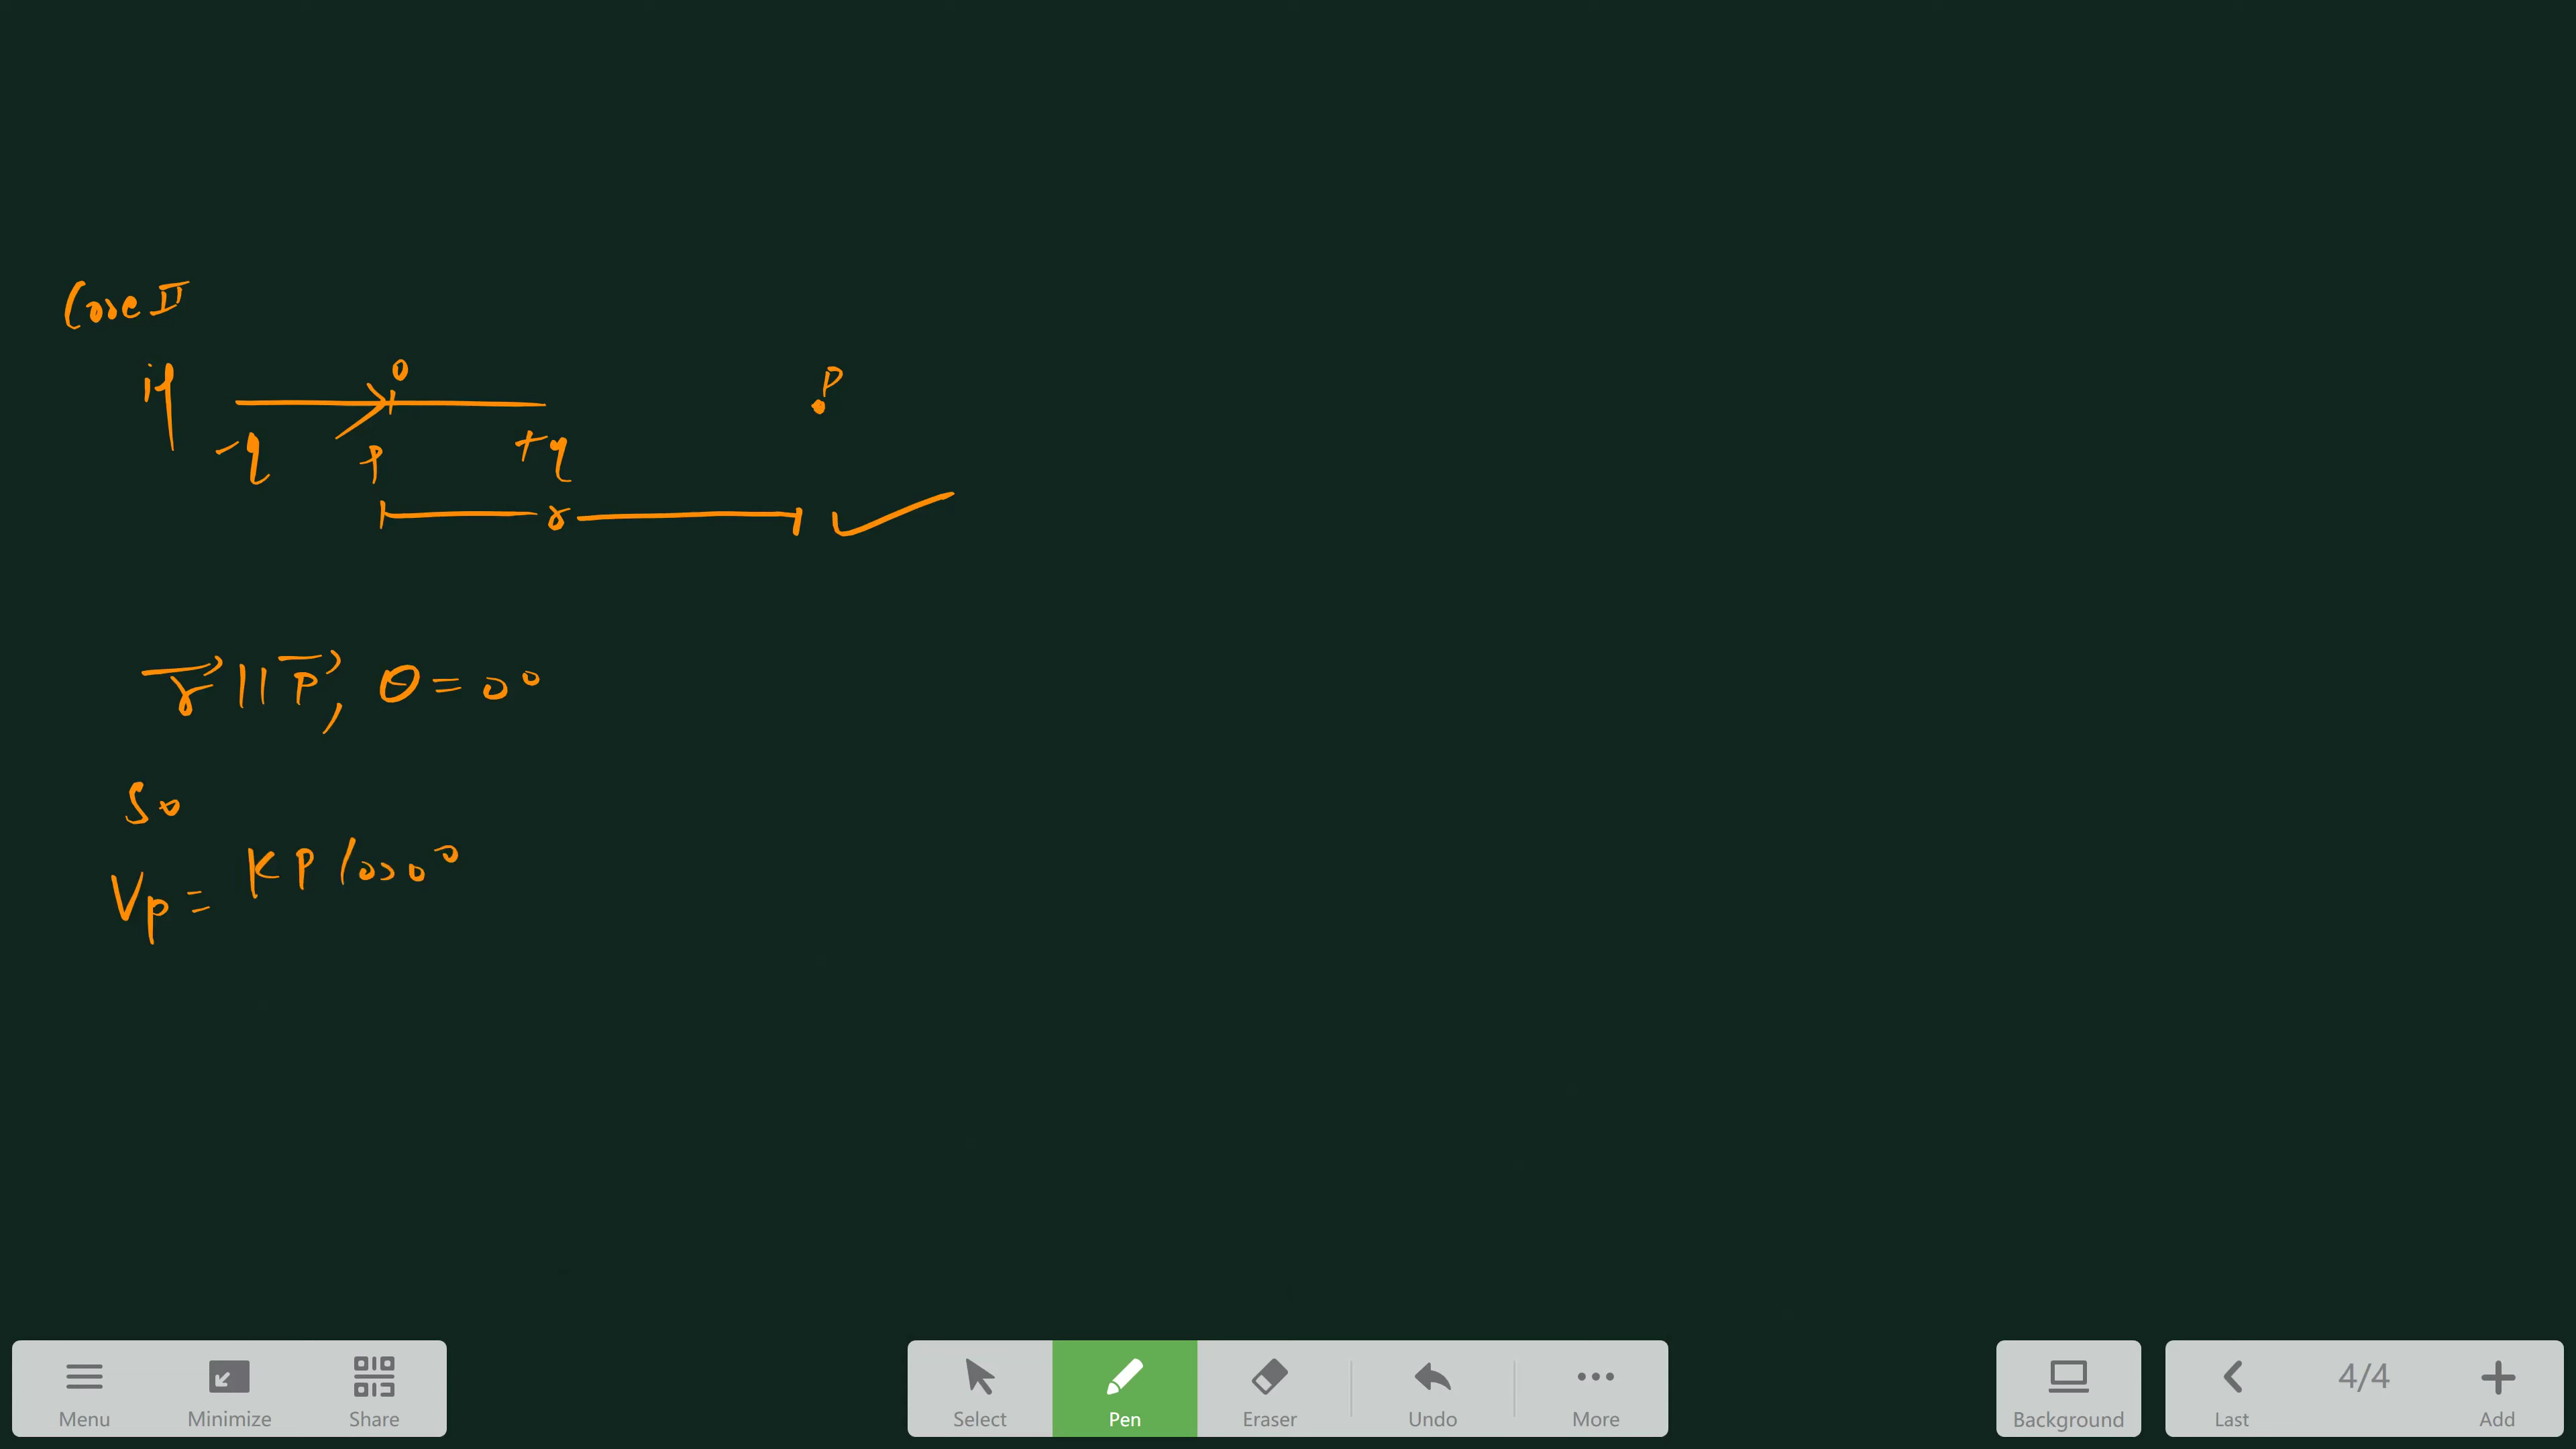 Case II
if
O
P
-q
p
+q
r
r || P, θ = 0°
So
Vp = KP Cos 0°
Menu
Minimize
Share
Select
Pen
Eraser
Undo
More
Background
Last
4/4
Add